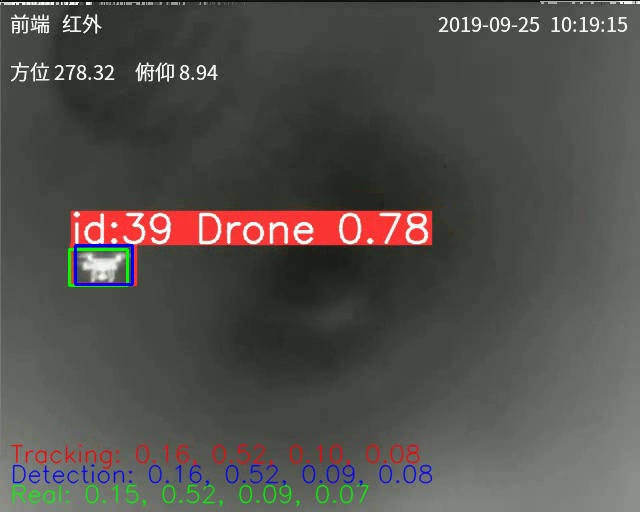 前端 红外 2019-09-25 10:19:15
方位 278.32 俯仰 8.94
id:39 Drone 0.78
Tracking: 0.16, 0.52, 0.10, 0.08
Detection: 0.16, 0.52, 0.09, 0.08
Real: 0.15, 0.52, 0.09, 0.07